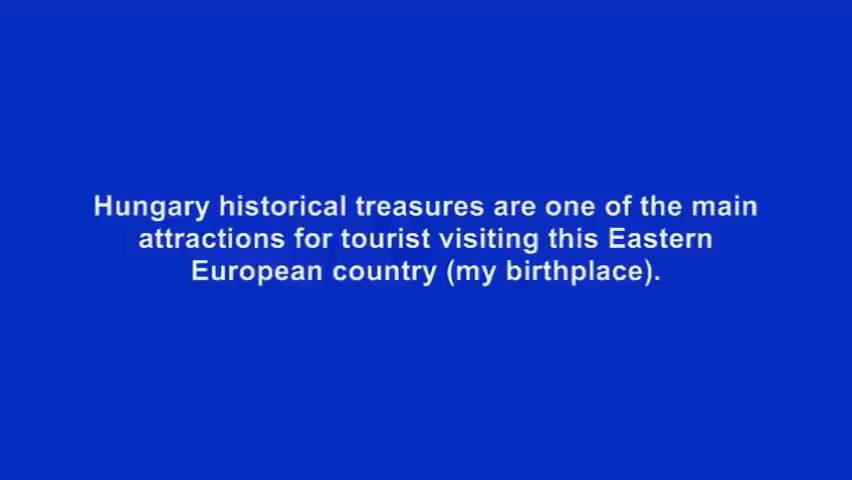 Hungary historical treasures are one of the main
attractions for tourist visiting this Eastern
European country (my birthplace).